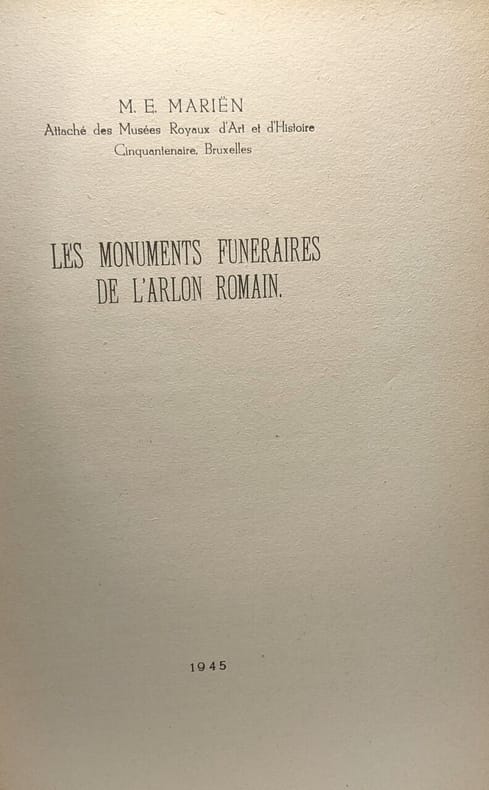 M. E. MARIËN
Attaché des Musées Royaux d'Art et d'Histoire
Cinquantenaire, Bruxelles
LES MONUMENTS FUNERAIRES
DE L'ARLON ROMAIN.
1945